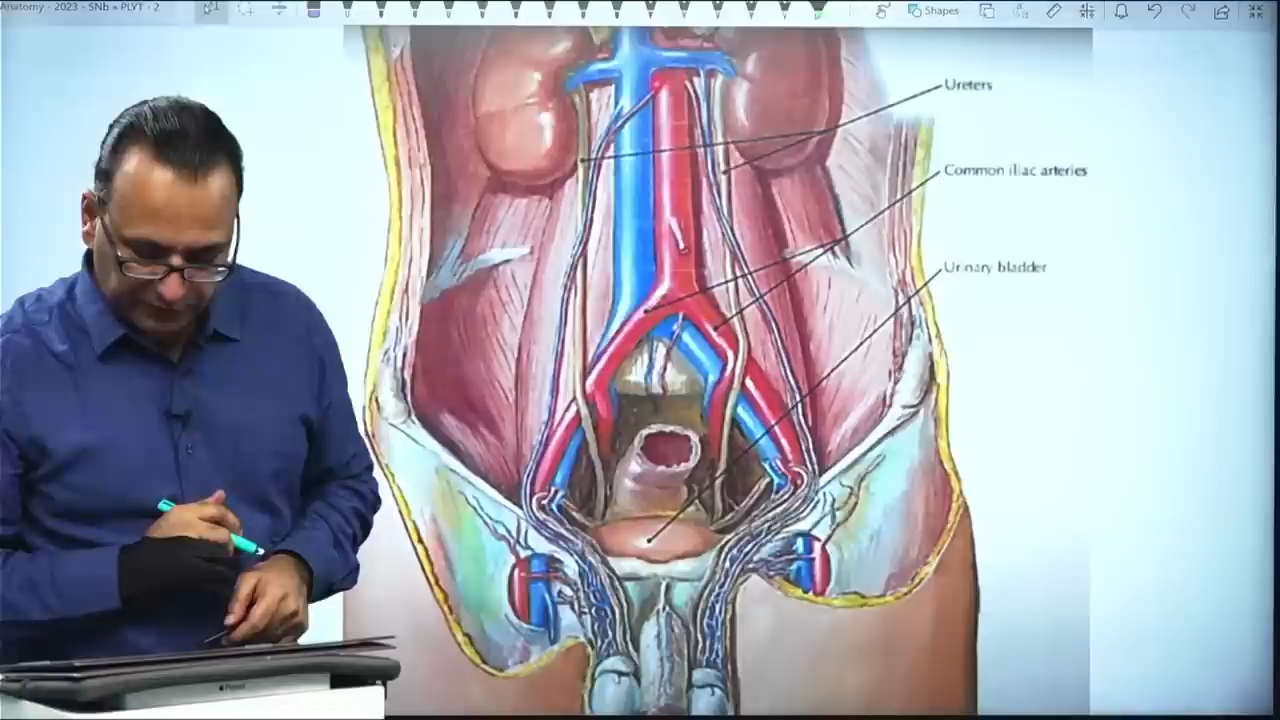 Anatomy - 2023 - SNb = PLYT - 2
Shapes
Ureters
Common iliac arteries
Urinary bladder